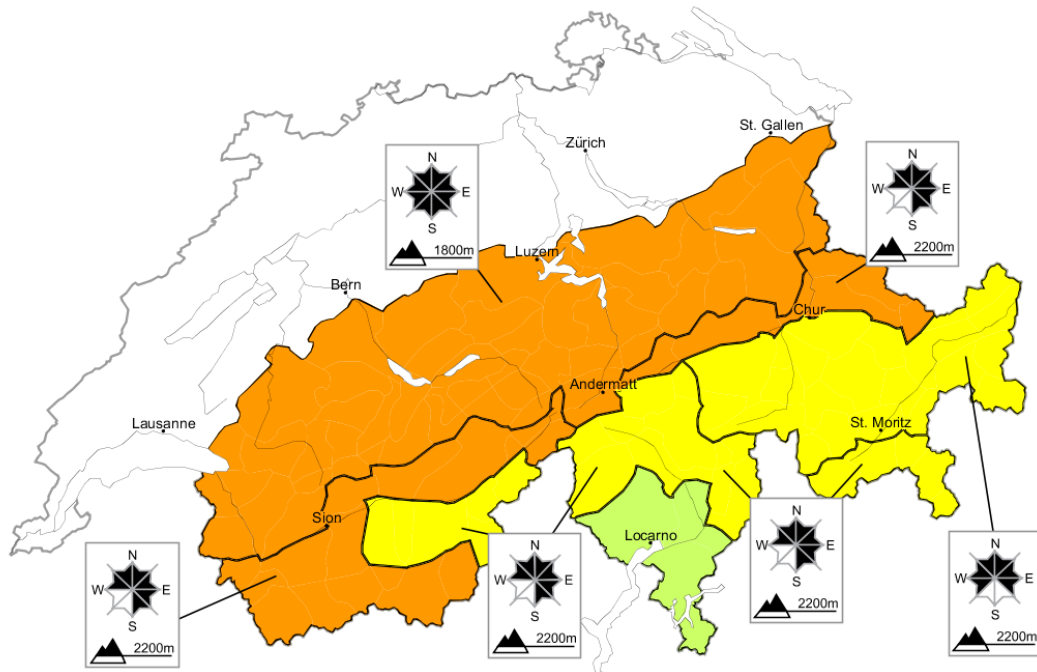 St. Gallen
Zürich
N
W E
S
1800m
N
W E
S
2200m
Luzern
Bern
Chur
Andermatt
Lausanne
St. Moritz
Sion
Locarno
N
W E
S
2200m
N
W E
S
2200m
N
W E
S
2200m
N
W E
S
2200m